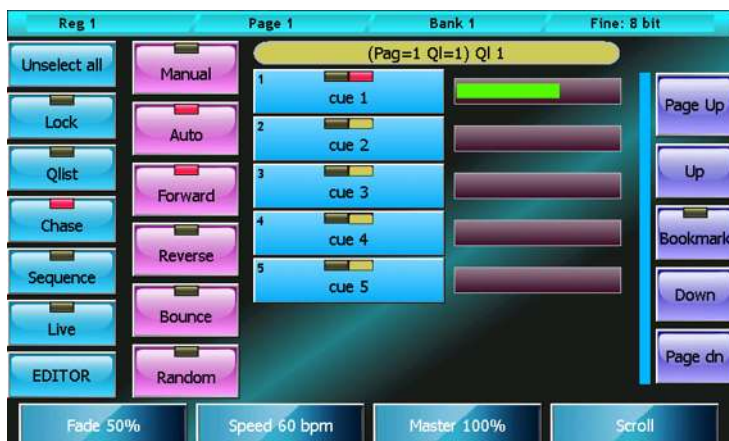 Reg 1 Page 1 Bank 1 Fine: 8 bit
Unselect all
Lock
Qlist
Chase
Sequence
Live
EDITOR
Manual
Auto
Forward
Reverse
Bounce
Random
(Pag=1 Ql=1) Ql 1
1 cue 1
2 cue 2
3 cue 3
4 cue 4
5 cue 5
Page Up
Up
Bookmark
Down
Page dn
Fade 50% Speed 60 bpm Master 100% Scroll